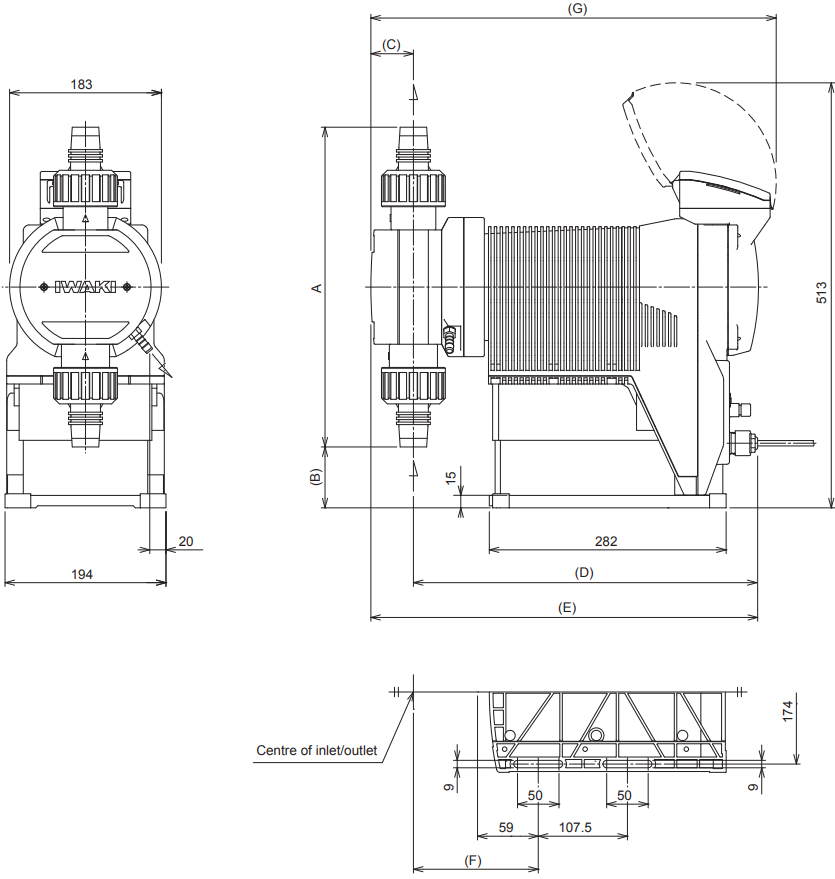 (G)
(C)
183
IWAKI
A
513
(B)
15
20
282
194
(D)
(E)
Centre of inlet/outlet
174
9
50
50
9
59
107.5
(F)